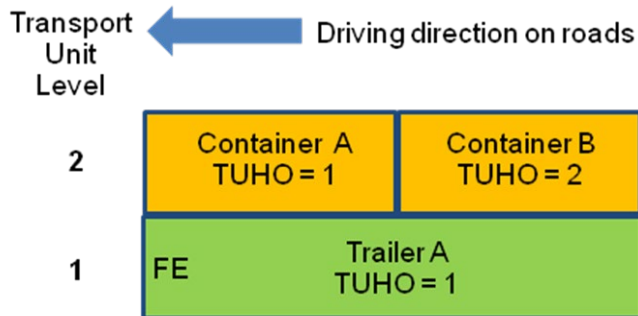 Transport
Unit
Level
Driving direction on roads
2
Container A
TUHO = 1
Container B
TUHO = 2
1
FE
Trailer A
TUHO = 1